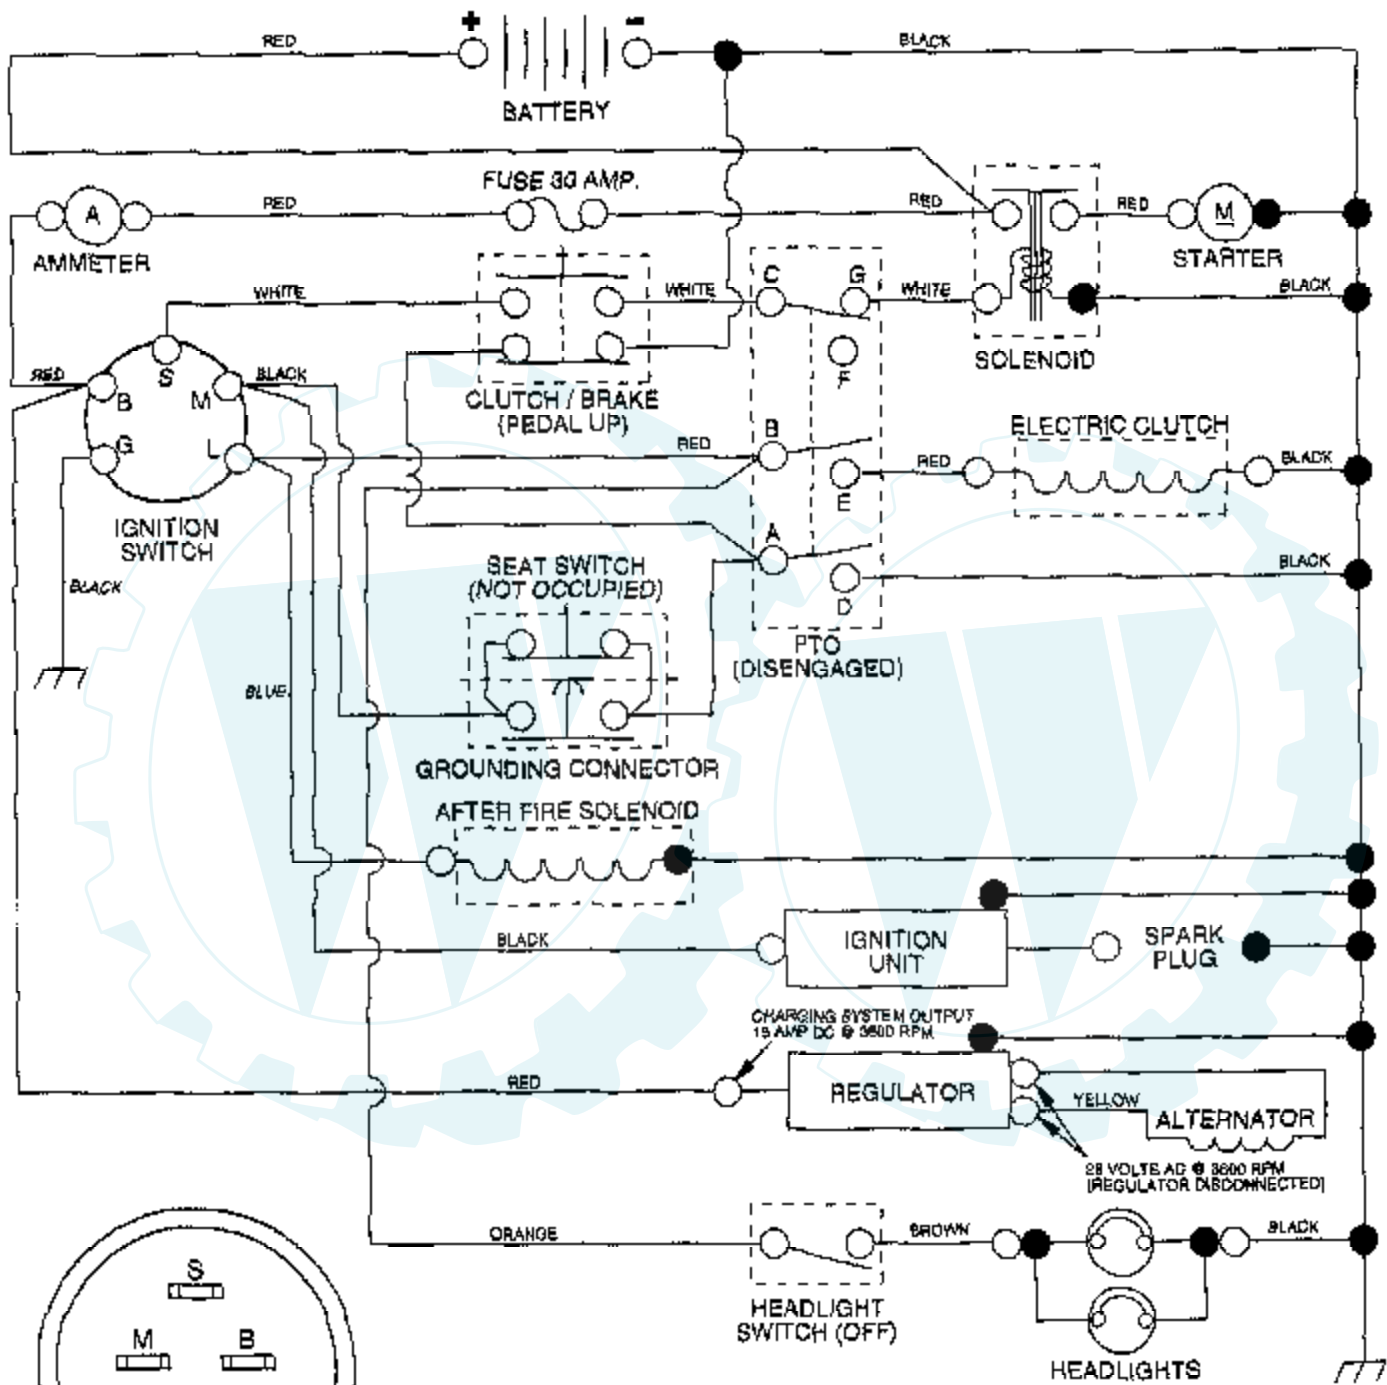 + -
RED
BLACK
BATTERY
FUSE 30 AMP.
A
RED
RED
RED
M
AMMETER
STARTER
WHITE
WHITE
C
G
WHITE
BLACK
SOLENOID
F
RED
S
B
M
BLACK
G
L
CLUTCH / BRAKE
(PEDAL UP)
RED
B
ELECTRIC CLUTCH
RED
BLACK
E
IGNITION
SWITCH
A
BLACK
D
BLACK
SEAT SWITCH
(NOT OCCUPIED)
PTO
(DISENGAGED)
BLUE
GROUNDING CONNECTOR
AFTER FIRE SOLENOID
BLACK
IGNITION
UNIT
SPARK
PLUG
CHARGING SYSTEM OUTPUT
15 AMP DC @ 3600 RPM
RED
REGULATOR
YELLOW
ALTERNATOR
28 VOLTS AC @ 3600 RPM
(REGULATOR DISCONNECTED)
ORANGE
BROWN
BLACK
HEADLIGHT
SWITCH (OFF)
HEADLIGHTS
S
M
B